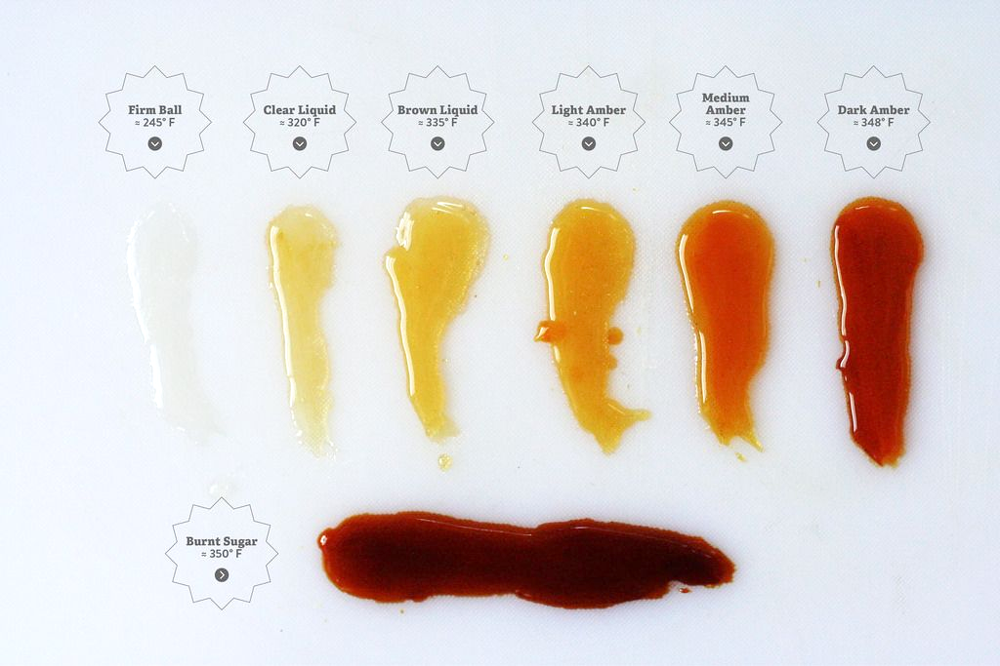 Firm Ball
≈ 245° F
Clear Liquid
≈ 320° F
Brown Liquid
≈ 335° F
Light Amber
≈ 340° F
Medium
Amber
≈ 345° F
Dark Amber
≈ 348° F
Burnt Sugar
≈ 350° F